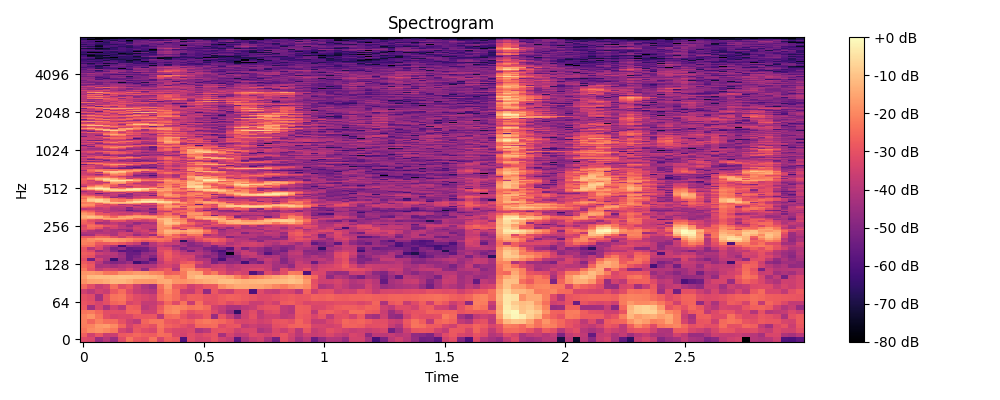 Spectrogram
4096
2048
1024
512
256
128
64
0
Hz
0
0.5
1
1.5
2
2.5
Time
+0 dB
-10 dB
-20 dB
-30 dB
-40 dB
-50 dB
-60 dB
-70 dB
-80 dB